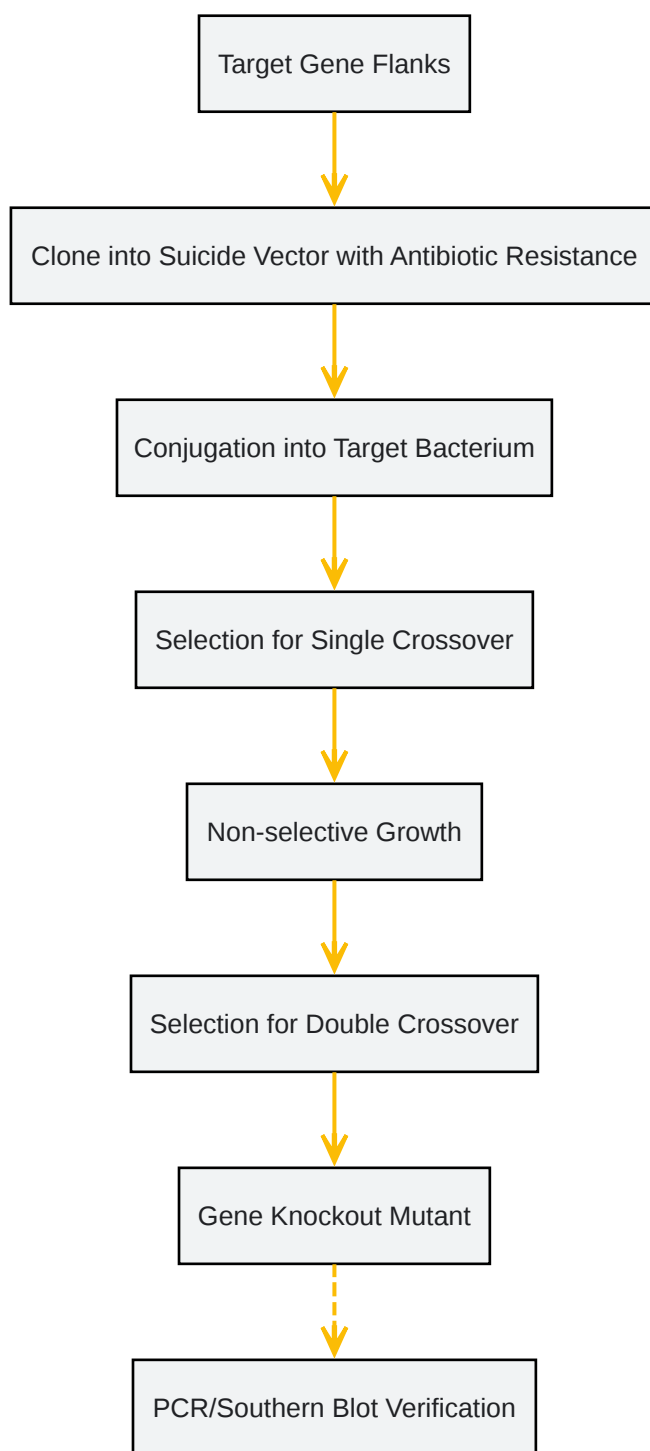 Target Gene Flanks
Clone into Suicide Vector with Antibiotic Resistance
Conjugation into Target Bacterium
Selection for Single Crossover
Non-selective Growth
Selection for Double Crossover
Gene Knockout Mutant
PCR/Southern Blot Verification